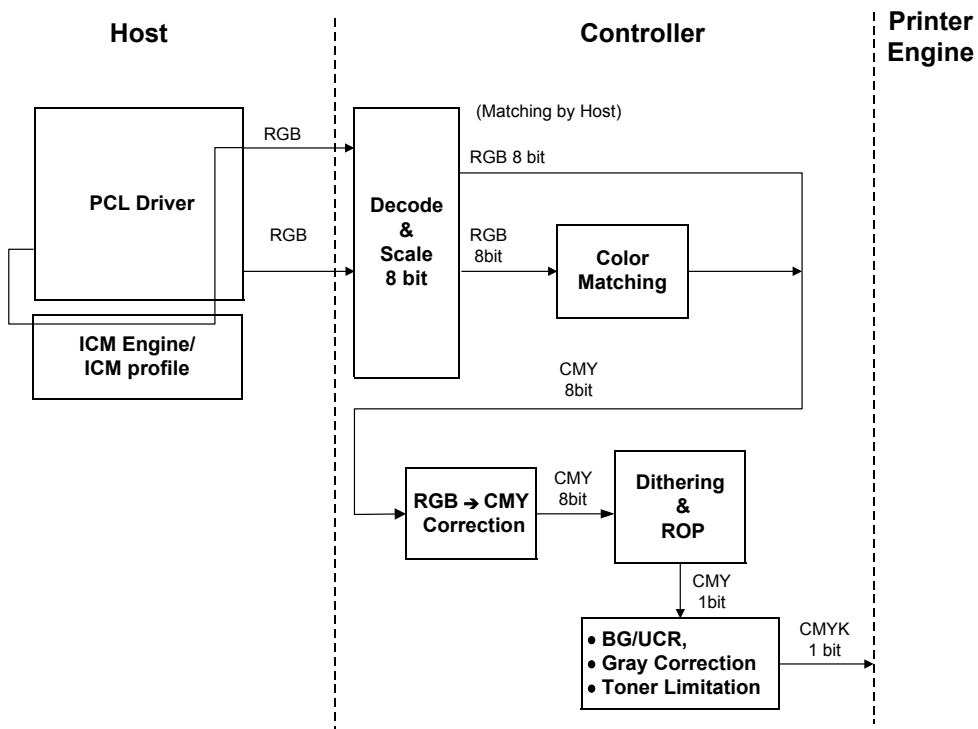 Host
Controller
Printer
Engine
(Matching by Host)
RGB
RGB 8 bit
PCL Driver
Decode
&
Scale
8 bit
RGB
RGB
8bit
Color
Matching
ICM Engine/
ICM profile
CMY
8bit
RGB ➔ CMY
Correction
CMY
8bit
Dithering
&
ROP
CMY
1bit
• BG/UCR,
• Gray Correction
• Toner Limitation
CMYK
1 bit